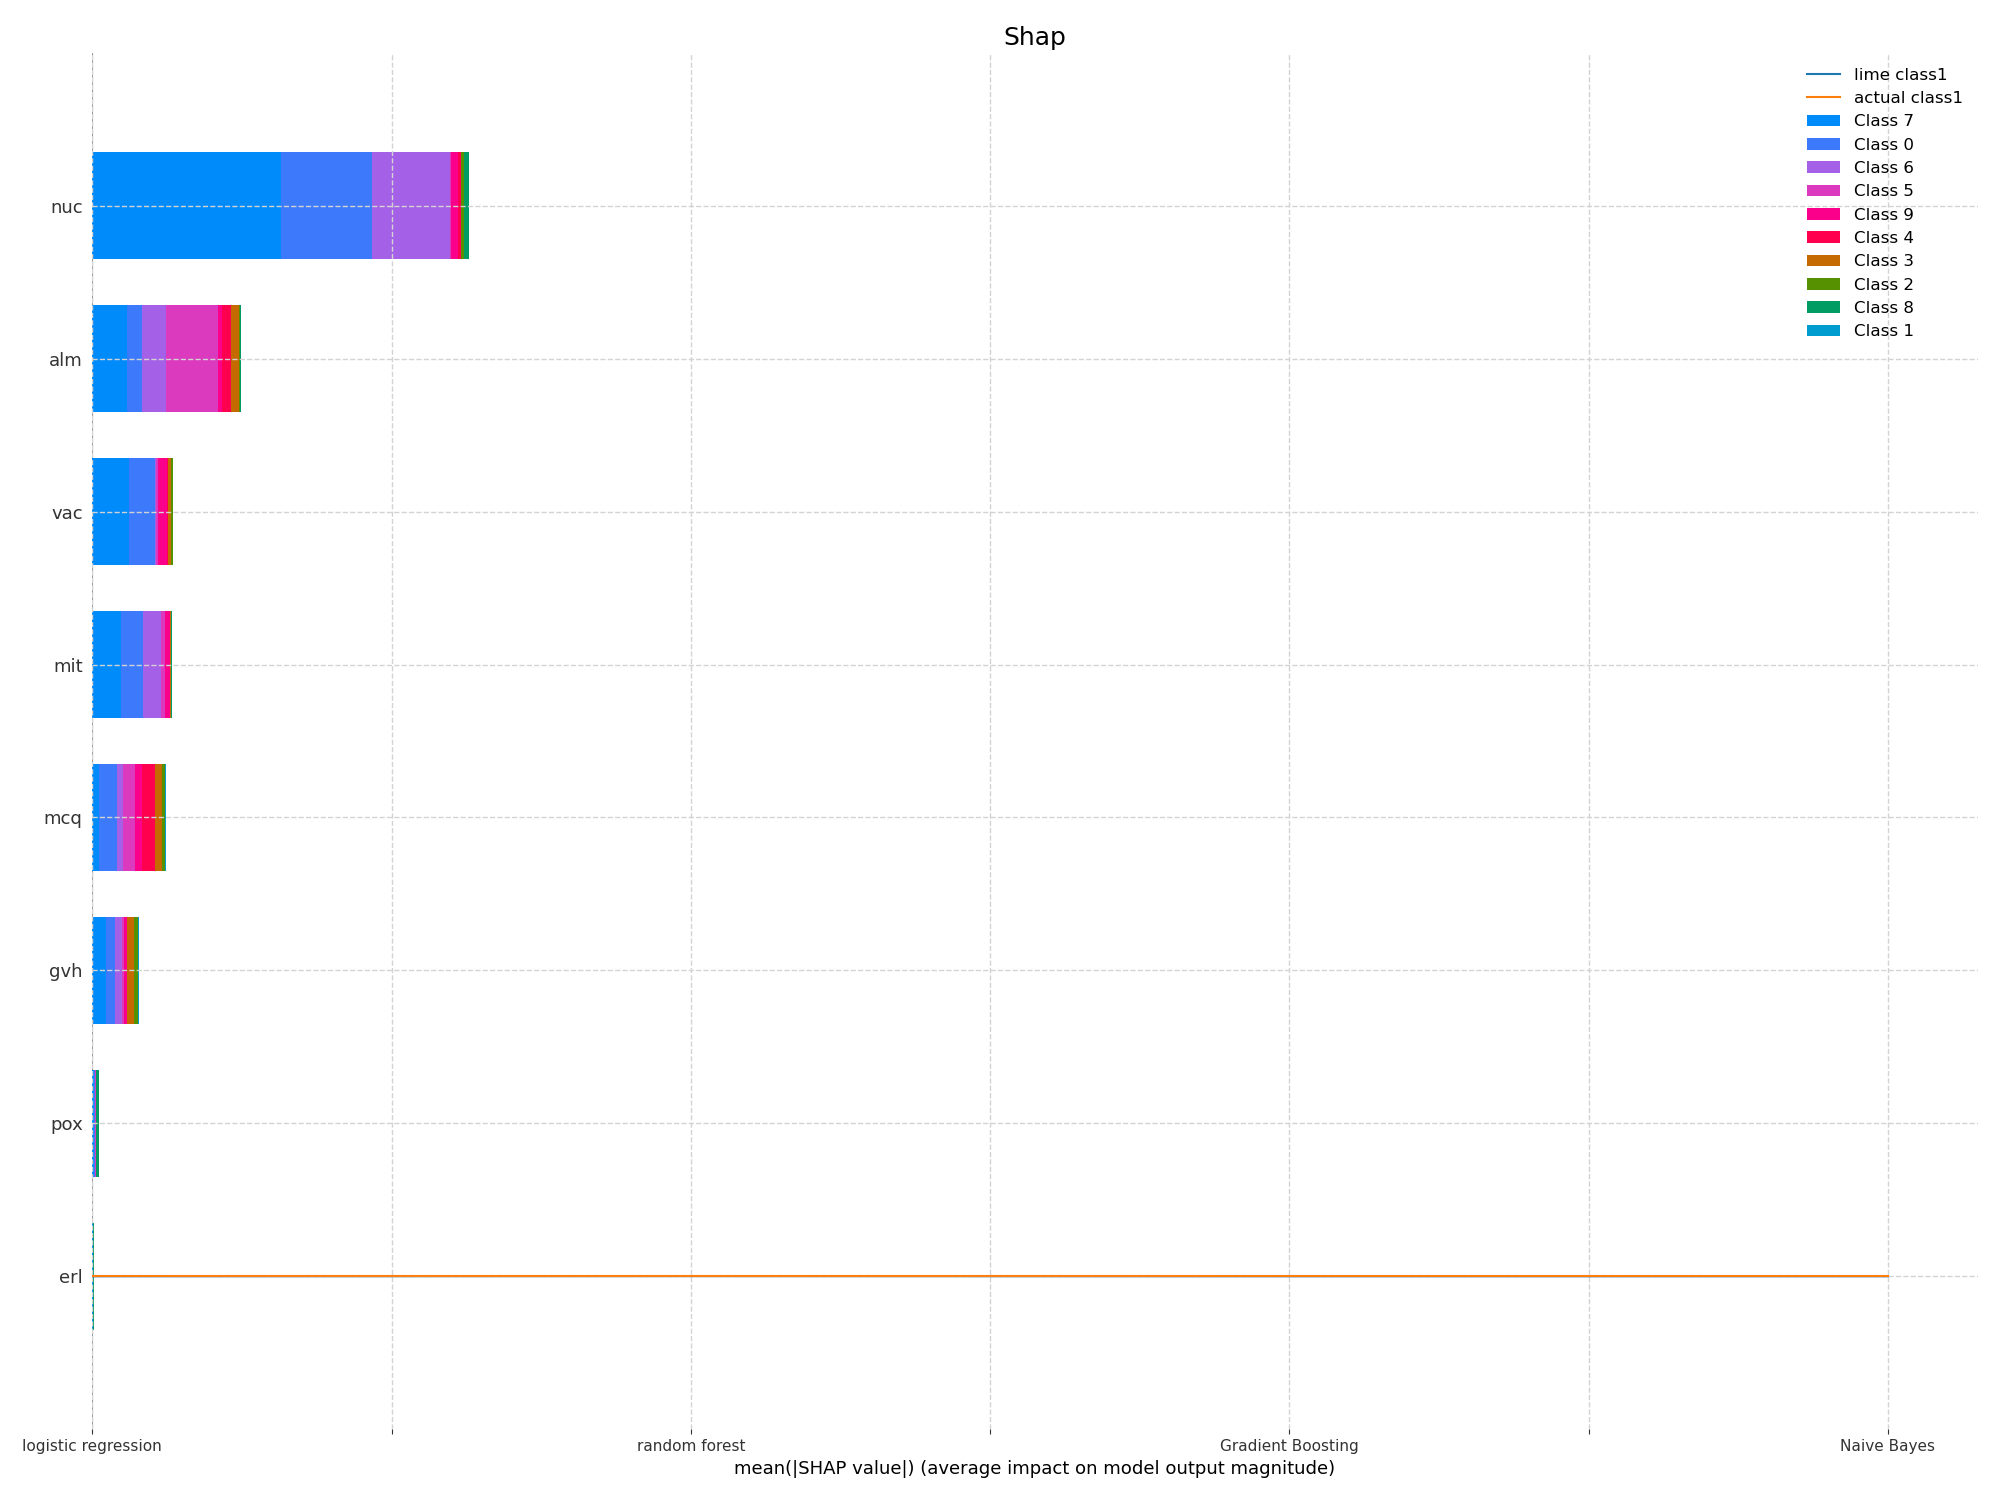 Shap
lime class1
actual class1
Class 7
Class 0
Class 6
Class 5
Class 9
Class 4
Class 3
Class 2
Class 8
Class 1
nuc
alm
vac
mit
mcq
gvh
pox
erl
logistic regression
random forest
Gradient Boosting
Naive Bayes
mean(|SHAP value|) (average impact on model output magnitude)